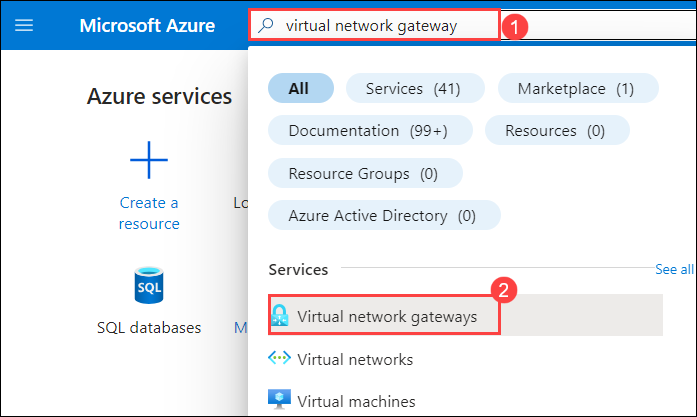 Microsoft Azure
virtual network gateway
1
All
Services (41)
Marketplace (1)
Documentation (99+)
Resources (0)
Resource Groups (0)
Azure Active Directory (0)
Azure services
Create a
resource
Lo
SQL
SQL databases
M
Services
See all
2
Virtual network gateways
Virtual networks
Virtual machines